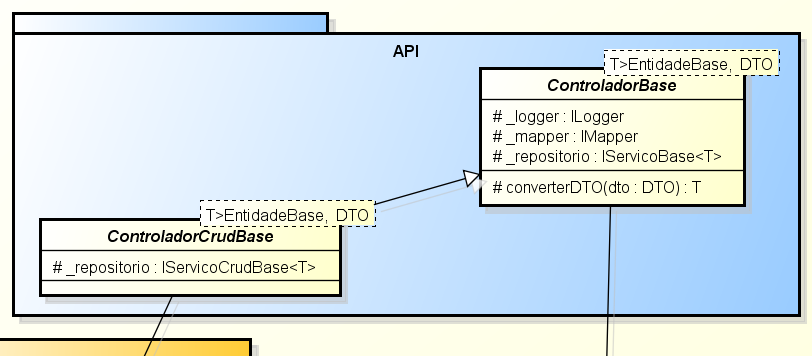 API
T>EntidadeBase, DTO
ControladorBase
# _logger : ILogger
# _mapper : IMapper
# _repositorio : IServicoBase<T>
# converterDTO(dto : DTO) : T
T>EntidadeBase, DTO
ControladorCrudBase
# _repositorio : IServicoCrudBase<T>